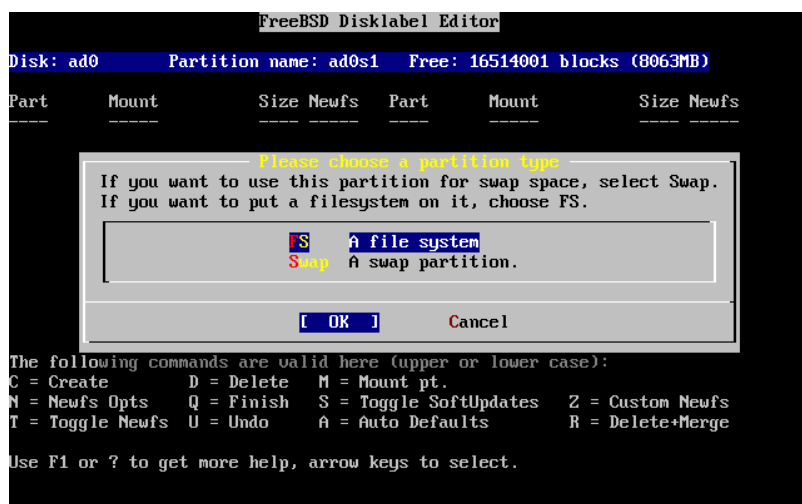 FreeBSD Disklabel Editor
Disk: ad0 Partition name: ad0s1 Free: 16514001 blocks (8063MB)
Part Mount Size Newfs Part Mount Size Newfs
---- ----- ---- ----- ---- ----- ---- -----
Please choose a partition type
If you want to use this partition for swap space, select Swap.
If you want to put a filesystem on it, choose FS.
FS A file system
Swap A swap partition.
[ OK ] Cancel
The following commands are valid here (upper or lower case):
C = Create D = Delete M = Mount pt.
N = Newfs Opts Q = Finish S = Toggle SoftUpdates Z = Custom Newfs
T = Toggle Newfs U = Undo A = Auto Defaults R = Delete+Merge
Use F1 or ? to get more help, arrow keys to select.